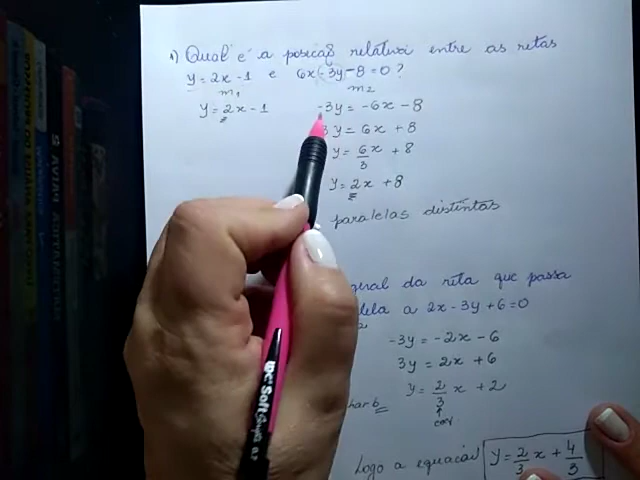 1) Qual é a posição relativa entre as retas
y = 2x - 1 e 6x - 3y - 8 = 0 ?
m1 m2
y = 2x - 1 -3y = -6x - 8
3y = 6x + 8
y = 6/3 x + 8
y = 2x + 8
paralelas distintas
geral da reta que passa
a 2x - 3y + 6 = 0
-3y = -2x - 6
3y = 2x + 6
y = 2/3 x + 2
Logo a equação y = 2/3 x + 4/3